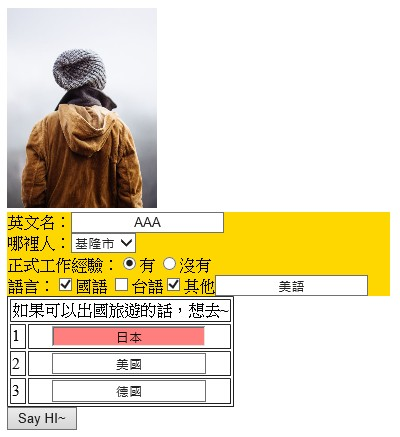 英文名：AAA
哪裡人：基隆市
正式工作經驗：有 沒有
語言：國語 台語 其他 美語
如果可以出國旅遊的話，想去~
1 日本
2 美國
3 德國
Say HI~